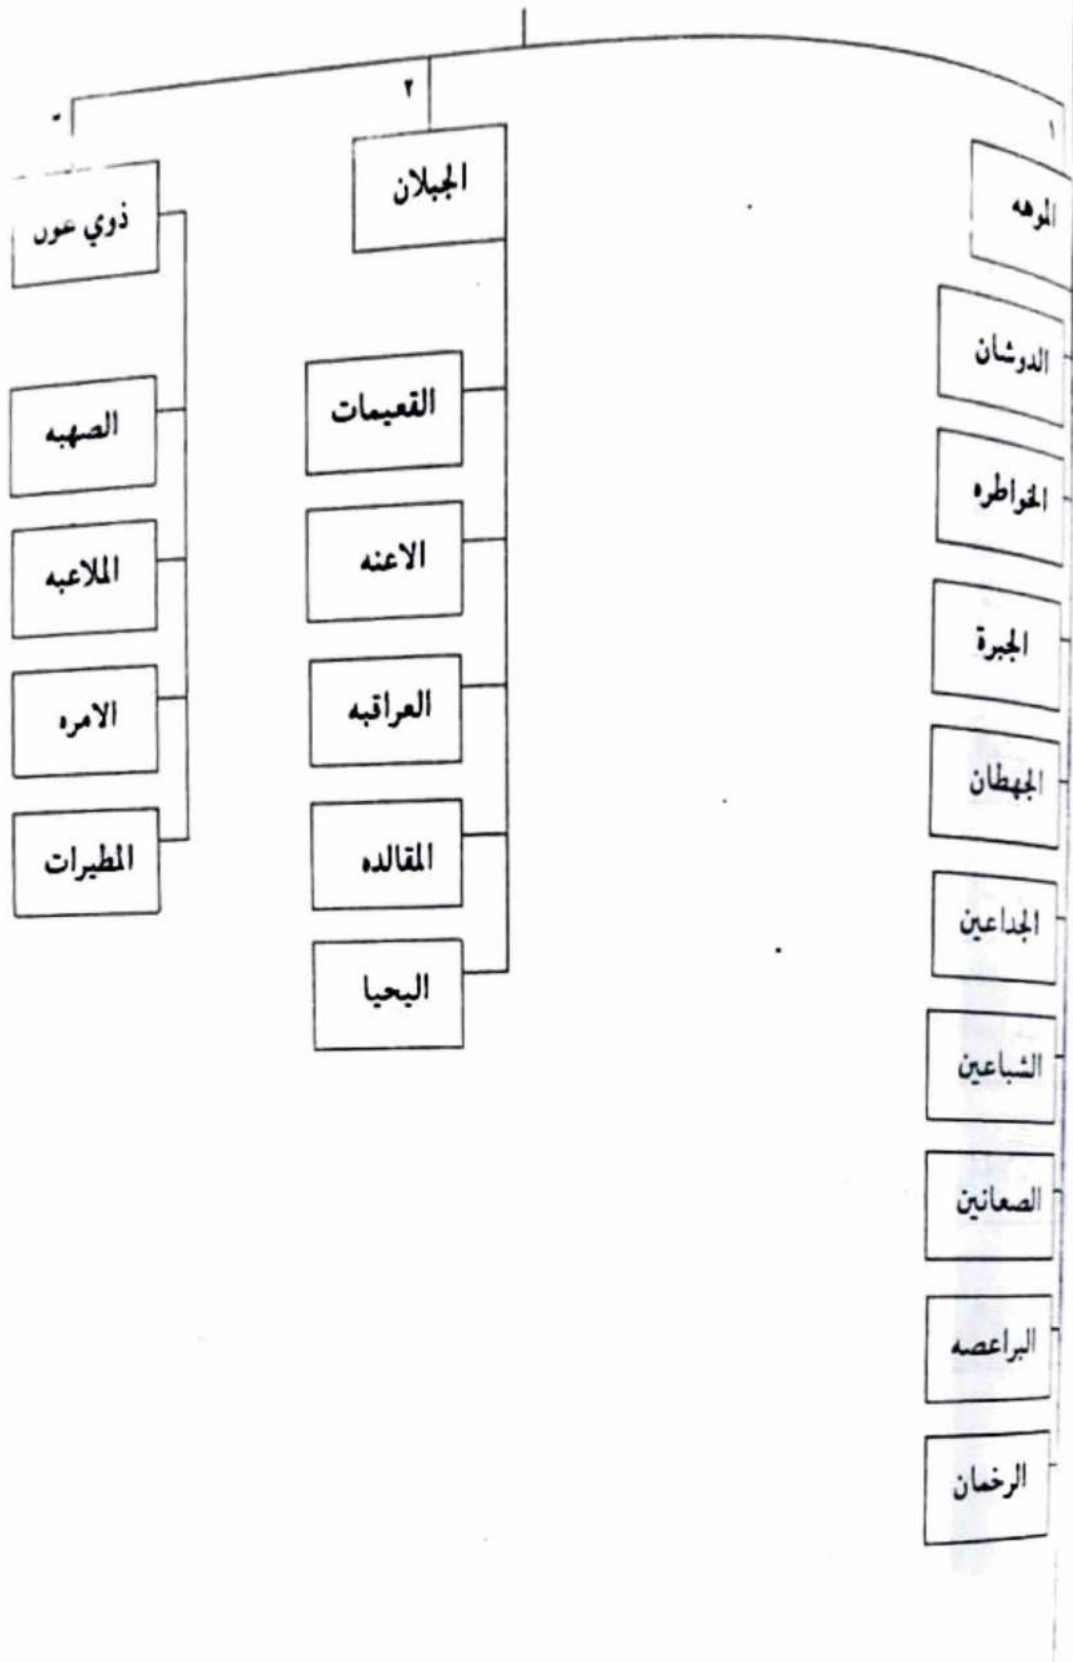 ١
الموهه
الدوشان
الخواطره
الجبرة
الجهطان
الجداعين
الشباعين
الصعانين
البراعصه
الرخمان
٢
الجبلان
القعيمات
الاعنه
العراقبه
المقالده
اليحيا
ذوي عون
الصهبه
الملاعبه
الامره
المطيرات